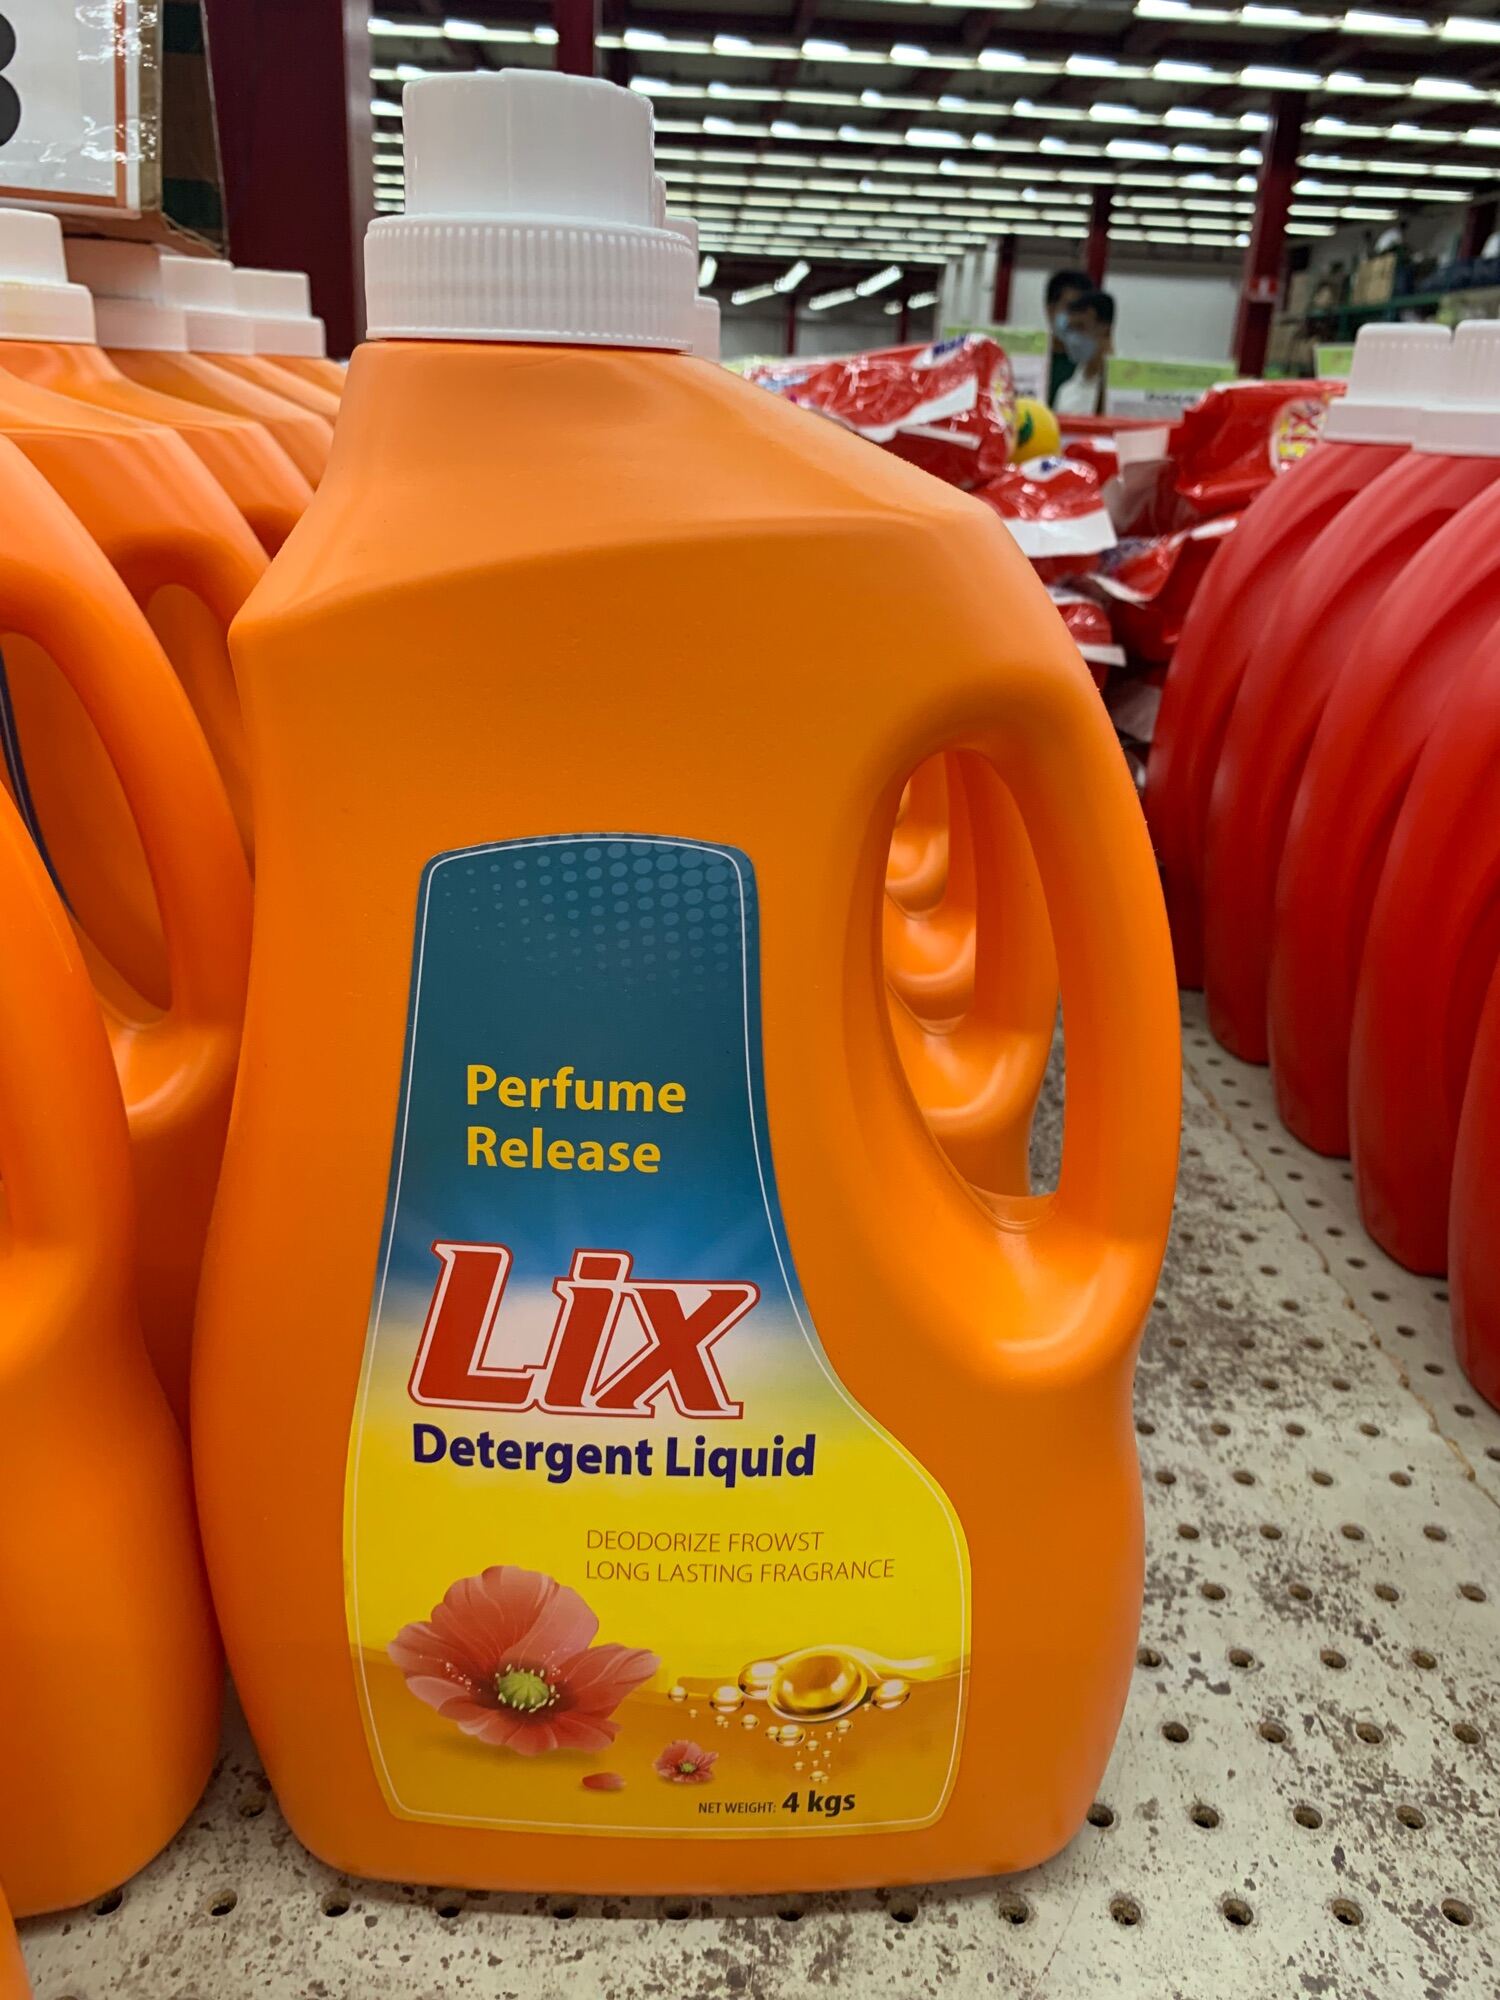 Perfume
Release
Lix
Detergent Liquid
DEODORIZE FROWST
LONG LASTING FRAGRANCE
NET WEIGHT: 4 kgs